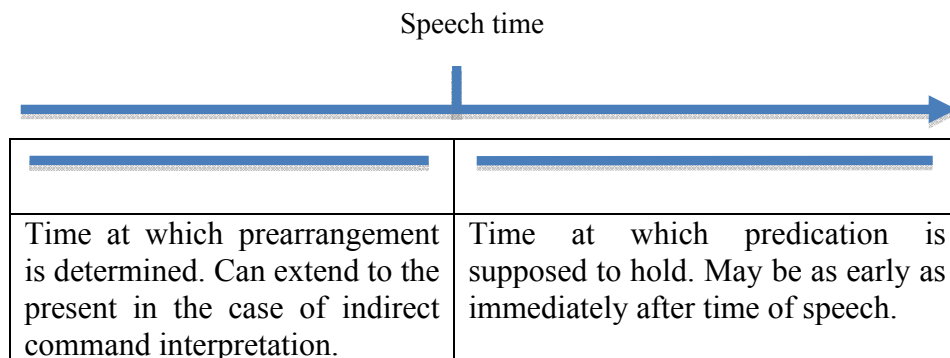 Speech time
Time at which prearrangement
is determined. Can extend to the
present in the case of indirect
command interpretation.
Time at which predication is
supposed to hold. May be as early as
immediately after time of speech.